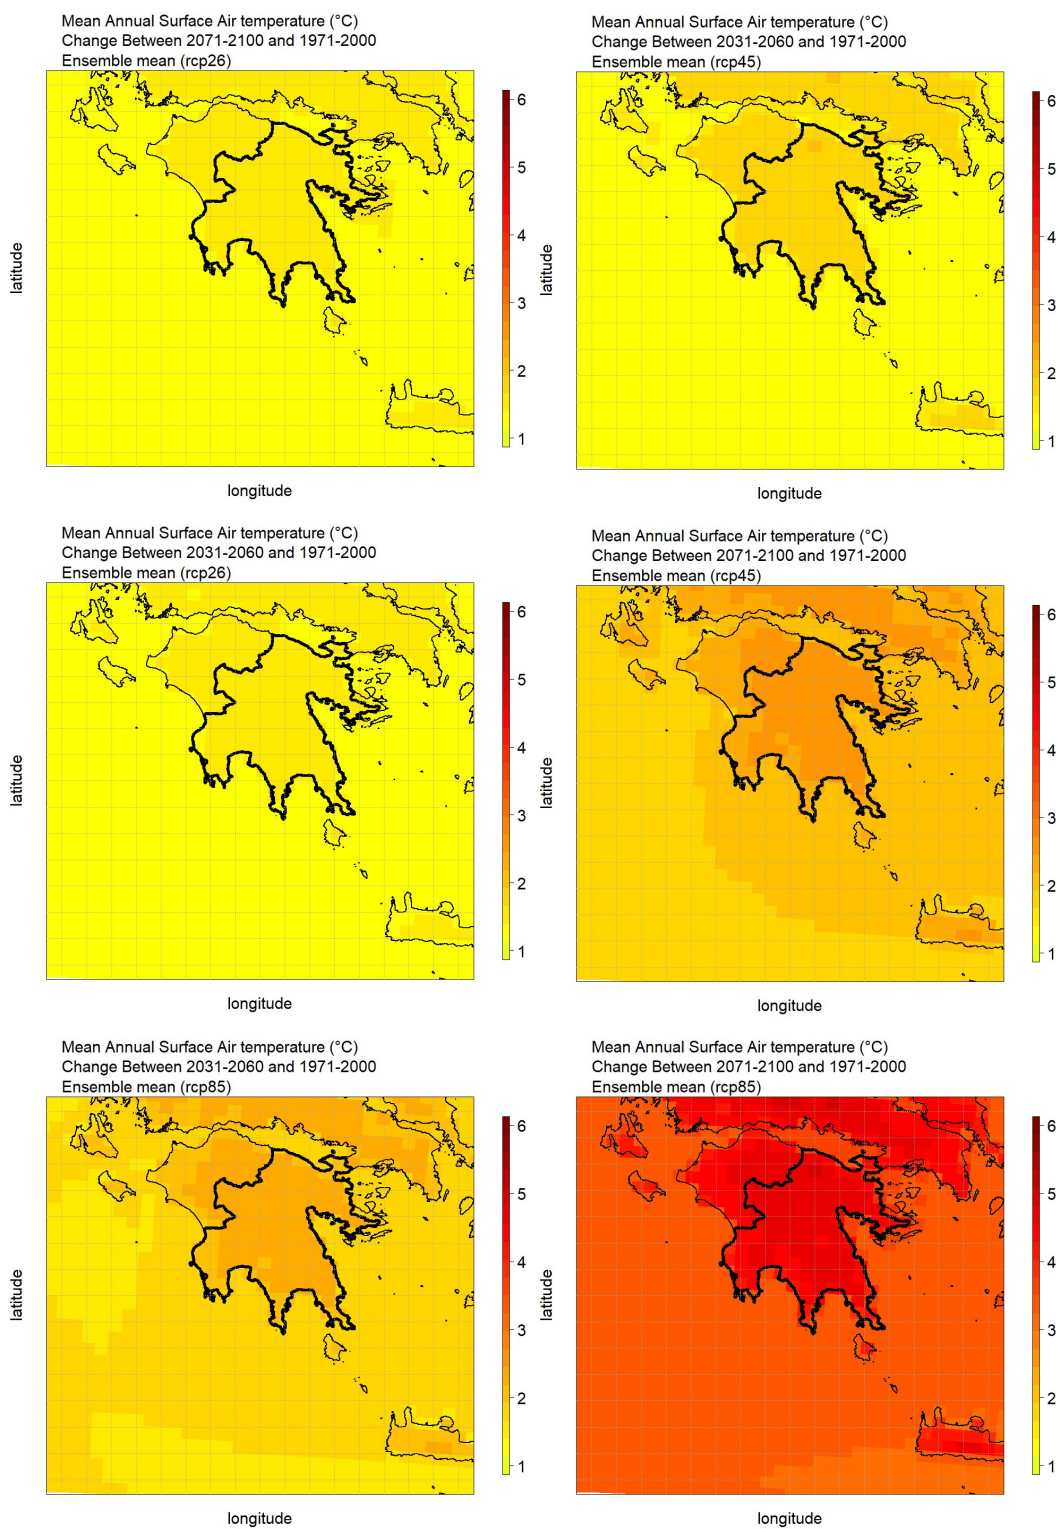 Mean Annual Surface Air temperature (°C)
Change Between 2071-2100 and 1971-2000
Ensemble mean (rcp26)
6
5
4
3
2
1
latitude
longitude
Mean Annual Surface Air temperature (°C)
Change Between 2031-2060 and 1971-2000
Ensemble mean (rcp45)
6
5
4
3
2
1
latitude
longitude
Mean Annual Surface Air temperature (°C)
Change Between 2031-2060 and 1971-2000
Ensemble mean (rcp26)
6
5
4
3
2
1
latitude
longitude
Mean Annual Surface Air temperature (°C)
Change Between 2071-2100 and 1971-2000
Ensemble mean (rcp45)
6
5
4
3
2
1
latitude
longitude
Mean Annual Surface Air temperature (°C)
Change Between 2031-2060 and 1971-2000
Ensemble mean (rcp85)
6
5
4
3
2
1
latitude
longitude
Mean Annual Surface Air temperature (°C)
Change Between 2071-2100 and 1971-2000
Ensemble mean (rcp85)
6
5
4
3
2
1
latitude
longitude